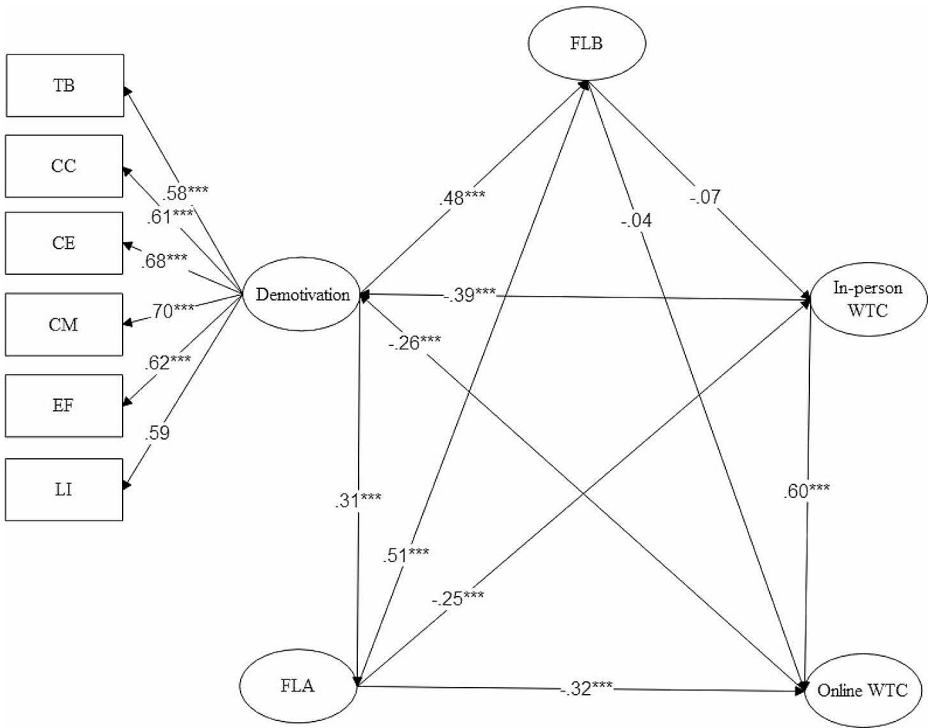 FLB
TB
CC
.58***
.48***
-.07
.61***
-.04
CE
.68***
Demotivation
-.39***
In-person
WTC
CM
.70***
-.26***
.62***
EF
.59
LI
.31***
.60***
.51***
-.25***
FLA
-.32***
Online WTC